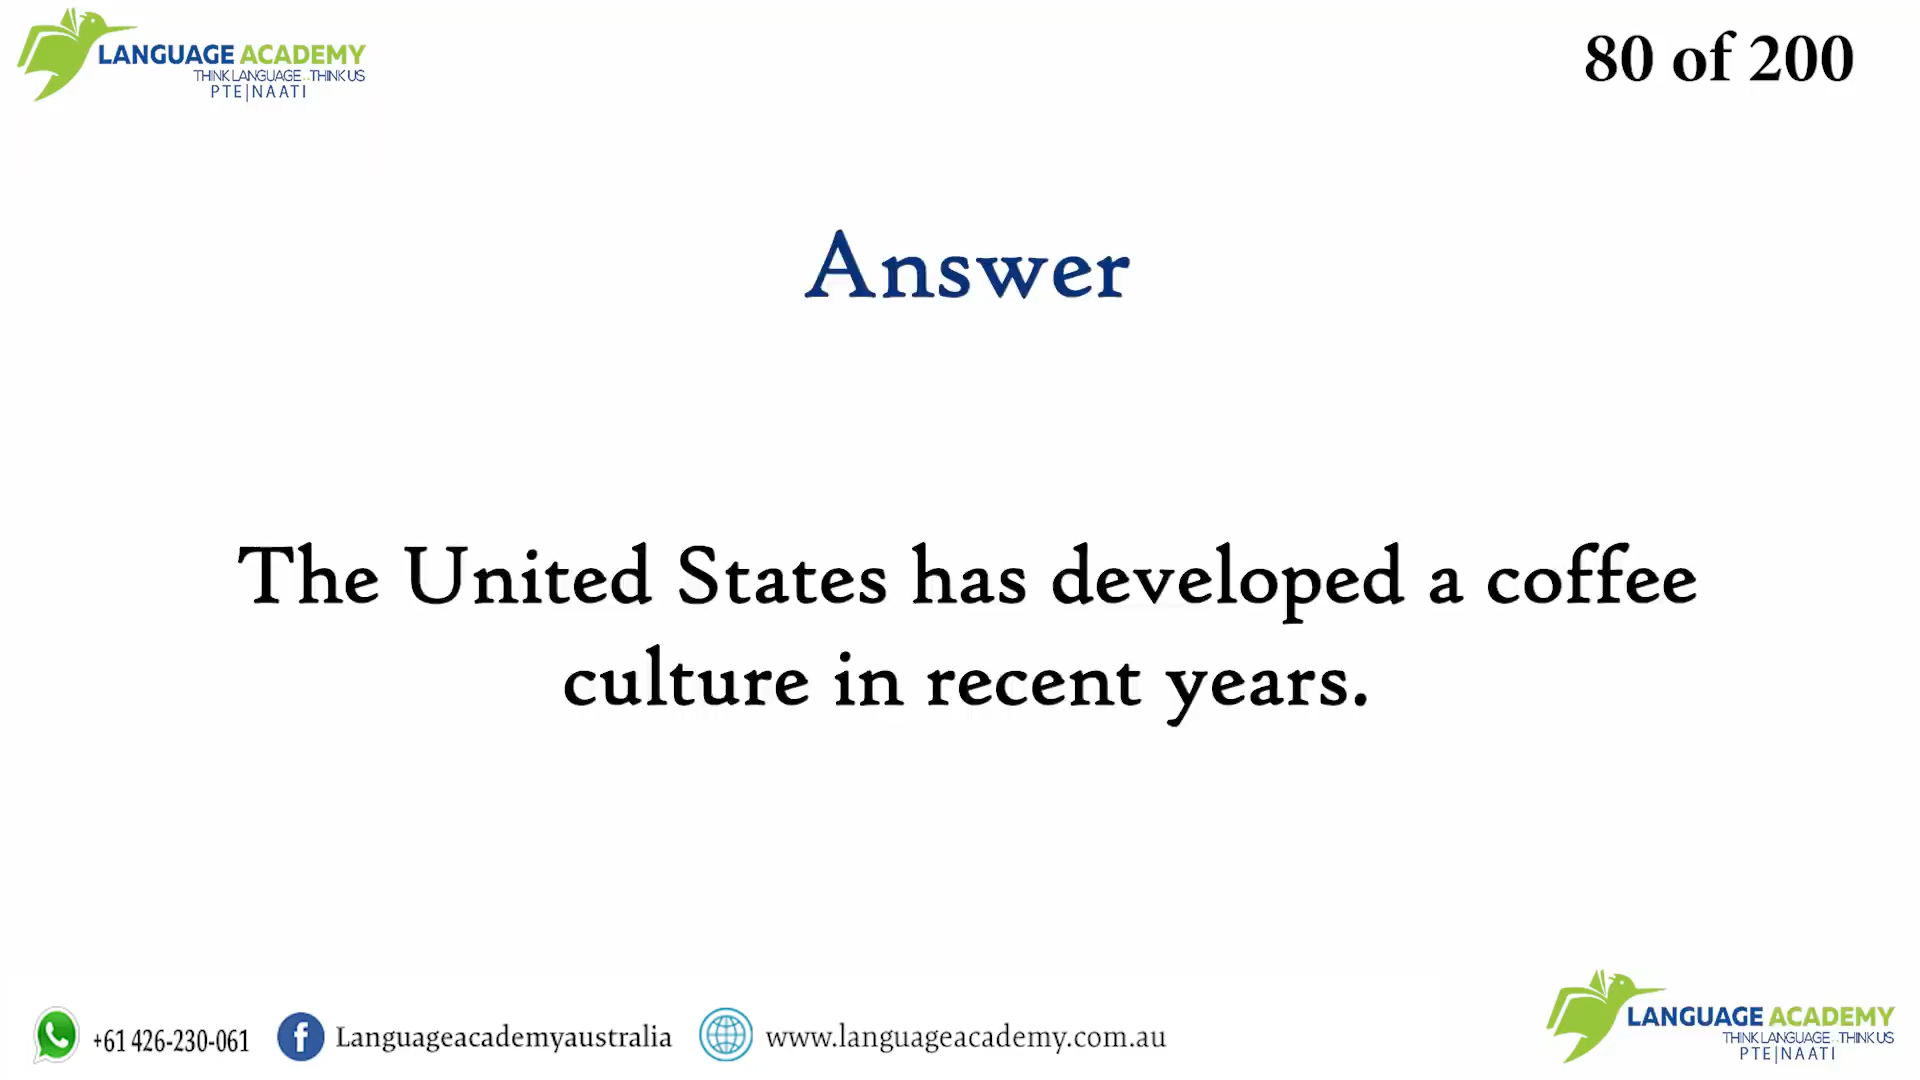 LANGUAGE ACADEMY
THINK LANGUAGE..THINK US
PTE|NAATI
80 of 200
Answer
The United States has developed a coffee
culture in recent years.
+61 426-230-061
Languageacademyaustralia
www.languageacademy.com.au
LANGUAGE ACADEMY
THINK LANGUAGE..THINK US
PTE|NAATI